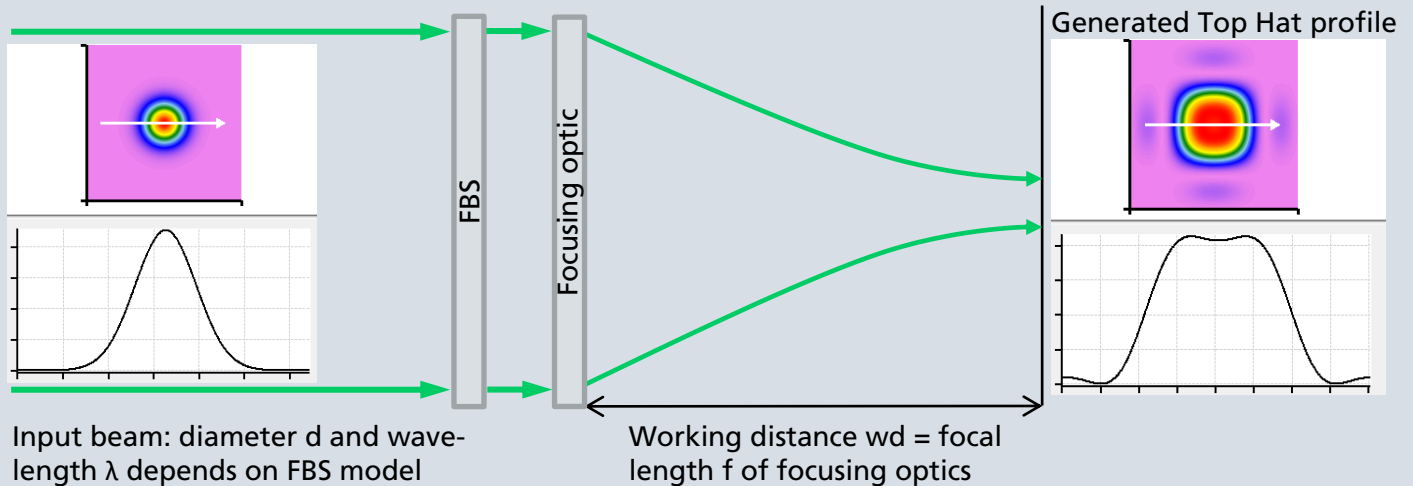 Generated Top Hat profile
FBS
Focusing optic
Input beam: diameter d and wave-
length λ depends on FBS model
Working distance wd = focal
length f of focusing optics